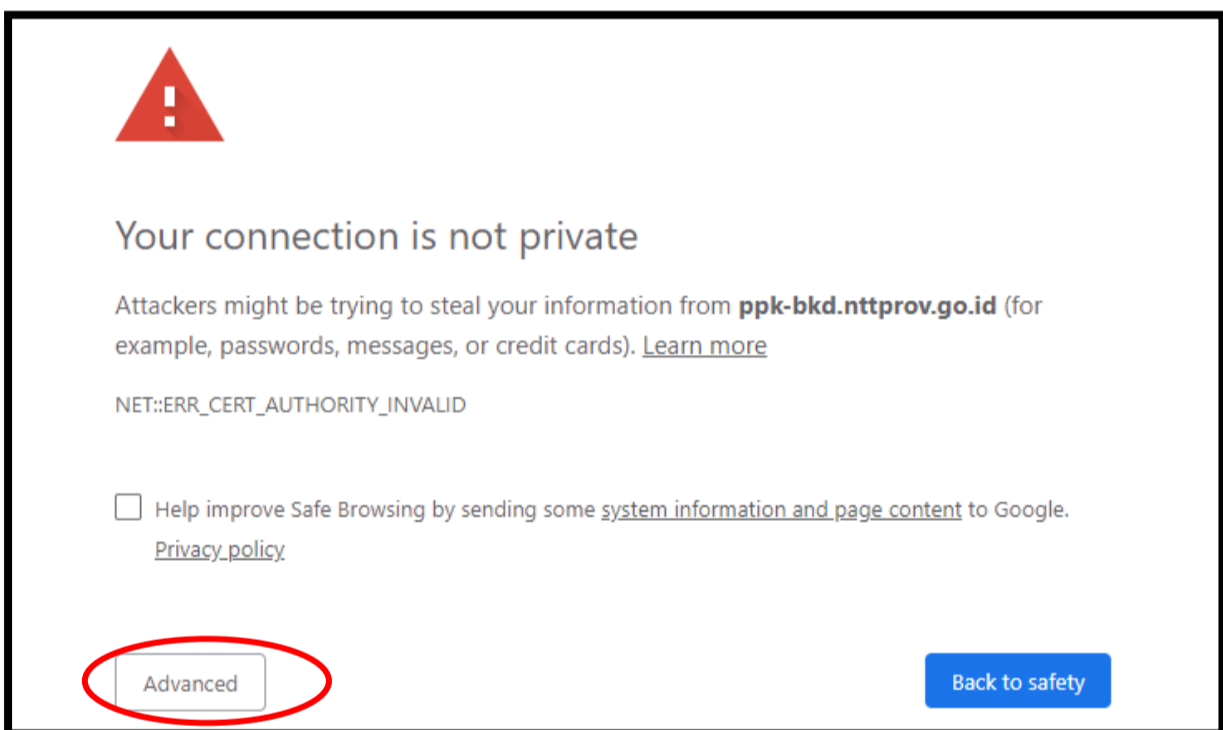 Your connection is not private
Attackers might be trying to steal your information from ppk-bkd.nttprov.go.id (for
example, passwords, messages, or credit cards). Learn more
NET::ERR_CERT_AUTHORITY_INVALID
Help improve Safe Browsing by sending some system information and page content to Google.
Privacy policy
Advanced
Back to safety